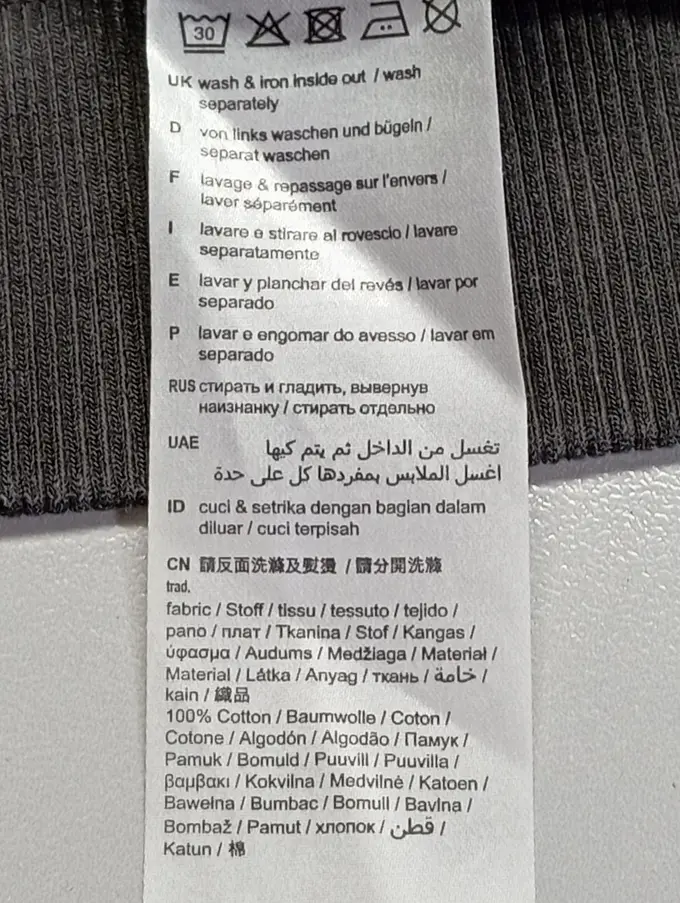 30
UK wash & iron inside out / wash
separately
D von links waschen und bügeln /
separat waschen
F lavage & repassage sur l'envers /
laver séparément
I lavare e stirare al rovescio / lavare
separatamente
E lavar y planchar del revés / lavar por
separado
P lavar e engomar do avesso / lavar em
separado
RUS стирать и гладить, вывернув
наизнанку / стирать отдельно
UAE تغسل من الداخل ثم يتم كيها
اغسل الملابس بمفردها كل على حدة
ID cuci & setrika dengan bagian dalam
diluar / cuci terpisah
CN 請反面洗滌及熨燙 / 請分開洗滌
trad.
fabric / Stoff / tissu / tessuto / tejido /
pano / плат / Tkanina / Stof / Kangas /
ύφασμα / Audums / Medžiaga / Materiał /
Material / Látka / Anyag / ткань / خامة /
kain / 織品
100% Cotton / Baumwolle / Coton /
Cotone / Algodón / Algodão / Памук /
Pamuk / Bomuld / Puuvill / Puuvilla /
βαμβακι / Kokvilna / Medvilnė / Katoen /
Bawełna / Bumbac / Bomull / Bavlna /
Bombaž / Pamut / хлопок / قطن /
Katun / 棉